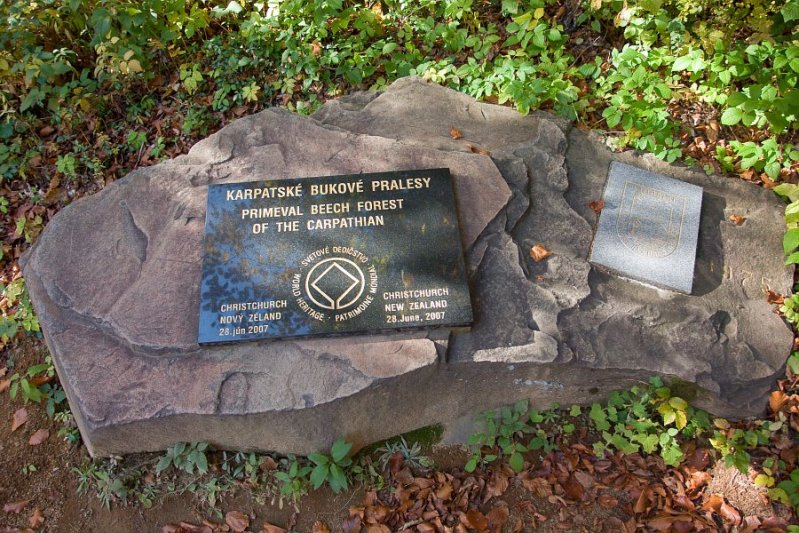 KARPATSKÉ BUKOVÉ PRALESY
PRIMEVAL BEECH FOREST
OF THE CARPATHIAN
SVETOVÉ DEDIČSTVO
WORLD HERITAGE · PATRIMOINE MONDIAL
CHRISTCHURCH
NOVÝ ZÉLAND
28.jún 2007
CHRISTCHURCH
NEW ZEALAND
28.June, 2007